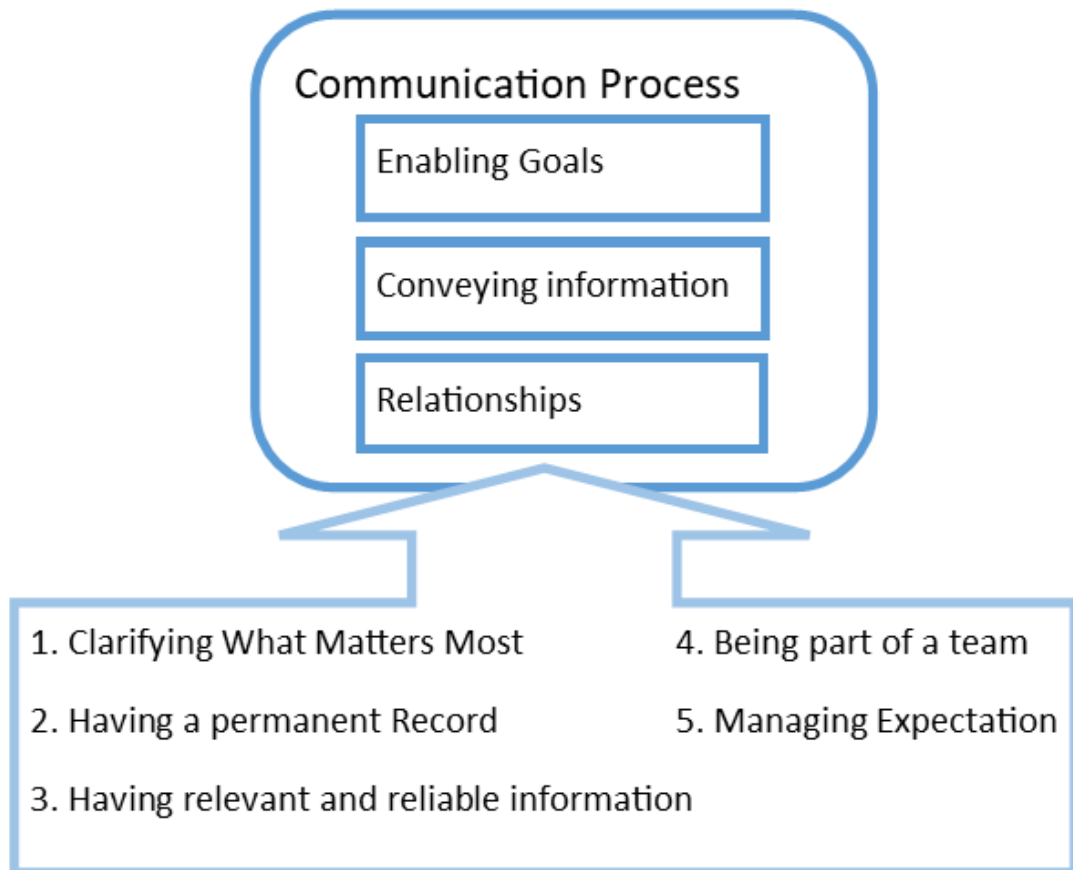 Communication Process
Enabling Goals
Conveying information
Relationships
1. Clarifying What Matters Most
2. Having a permanent Record
3. Having relevant and reliable information
4. Being part of a team
5. Managing Expectation